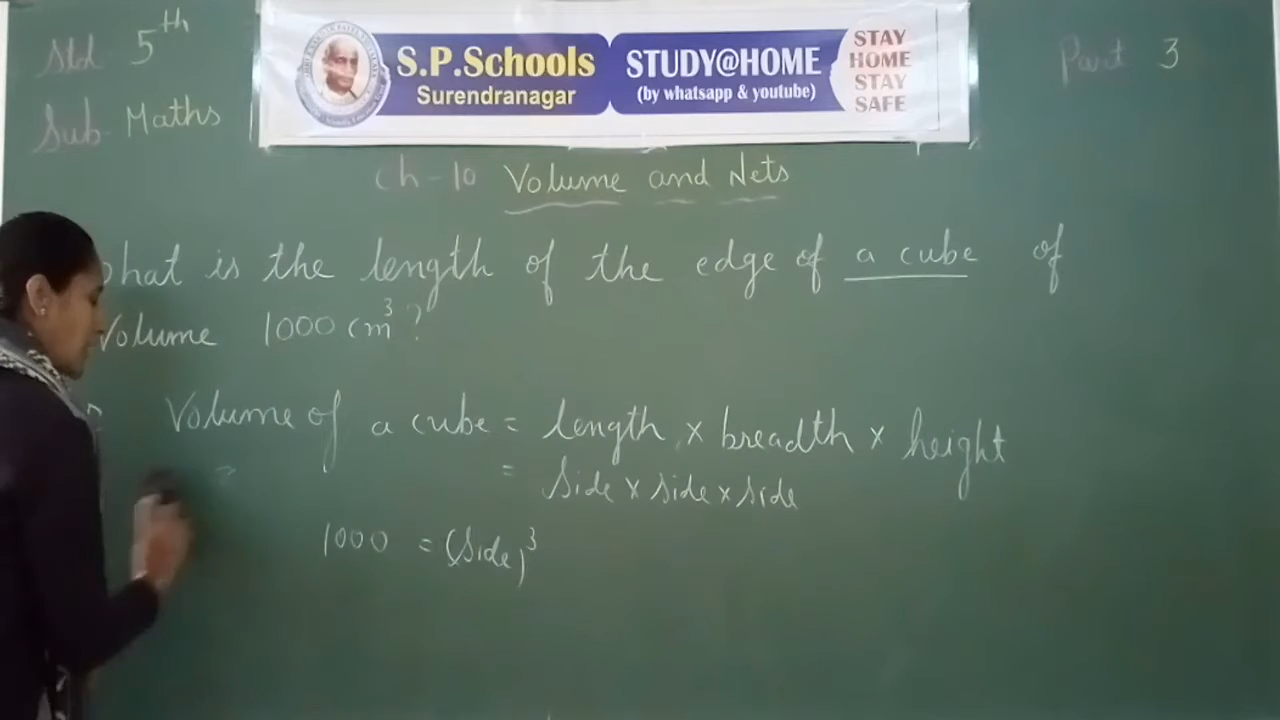 Std 5th
Sub- Maths
S.P.Schools
Surendranagar
STUDY@HOME
(by whatsapp & youtube)
STAY
HOME
STAY
SAFE
Part 3
Ch-10 Volume and Nets
hat is the length of the edge of a cube of
Volume 1000 cm³?
Volume of a cube = length × breadth × height
⇒ = Side × side × side
1000 = (Side)³